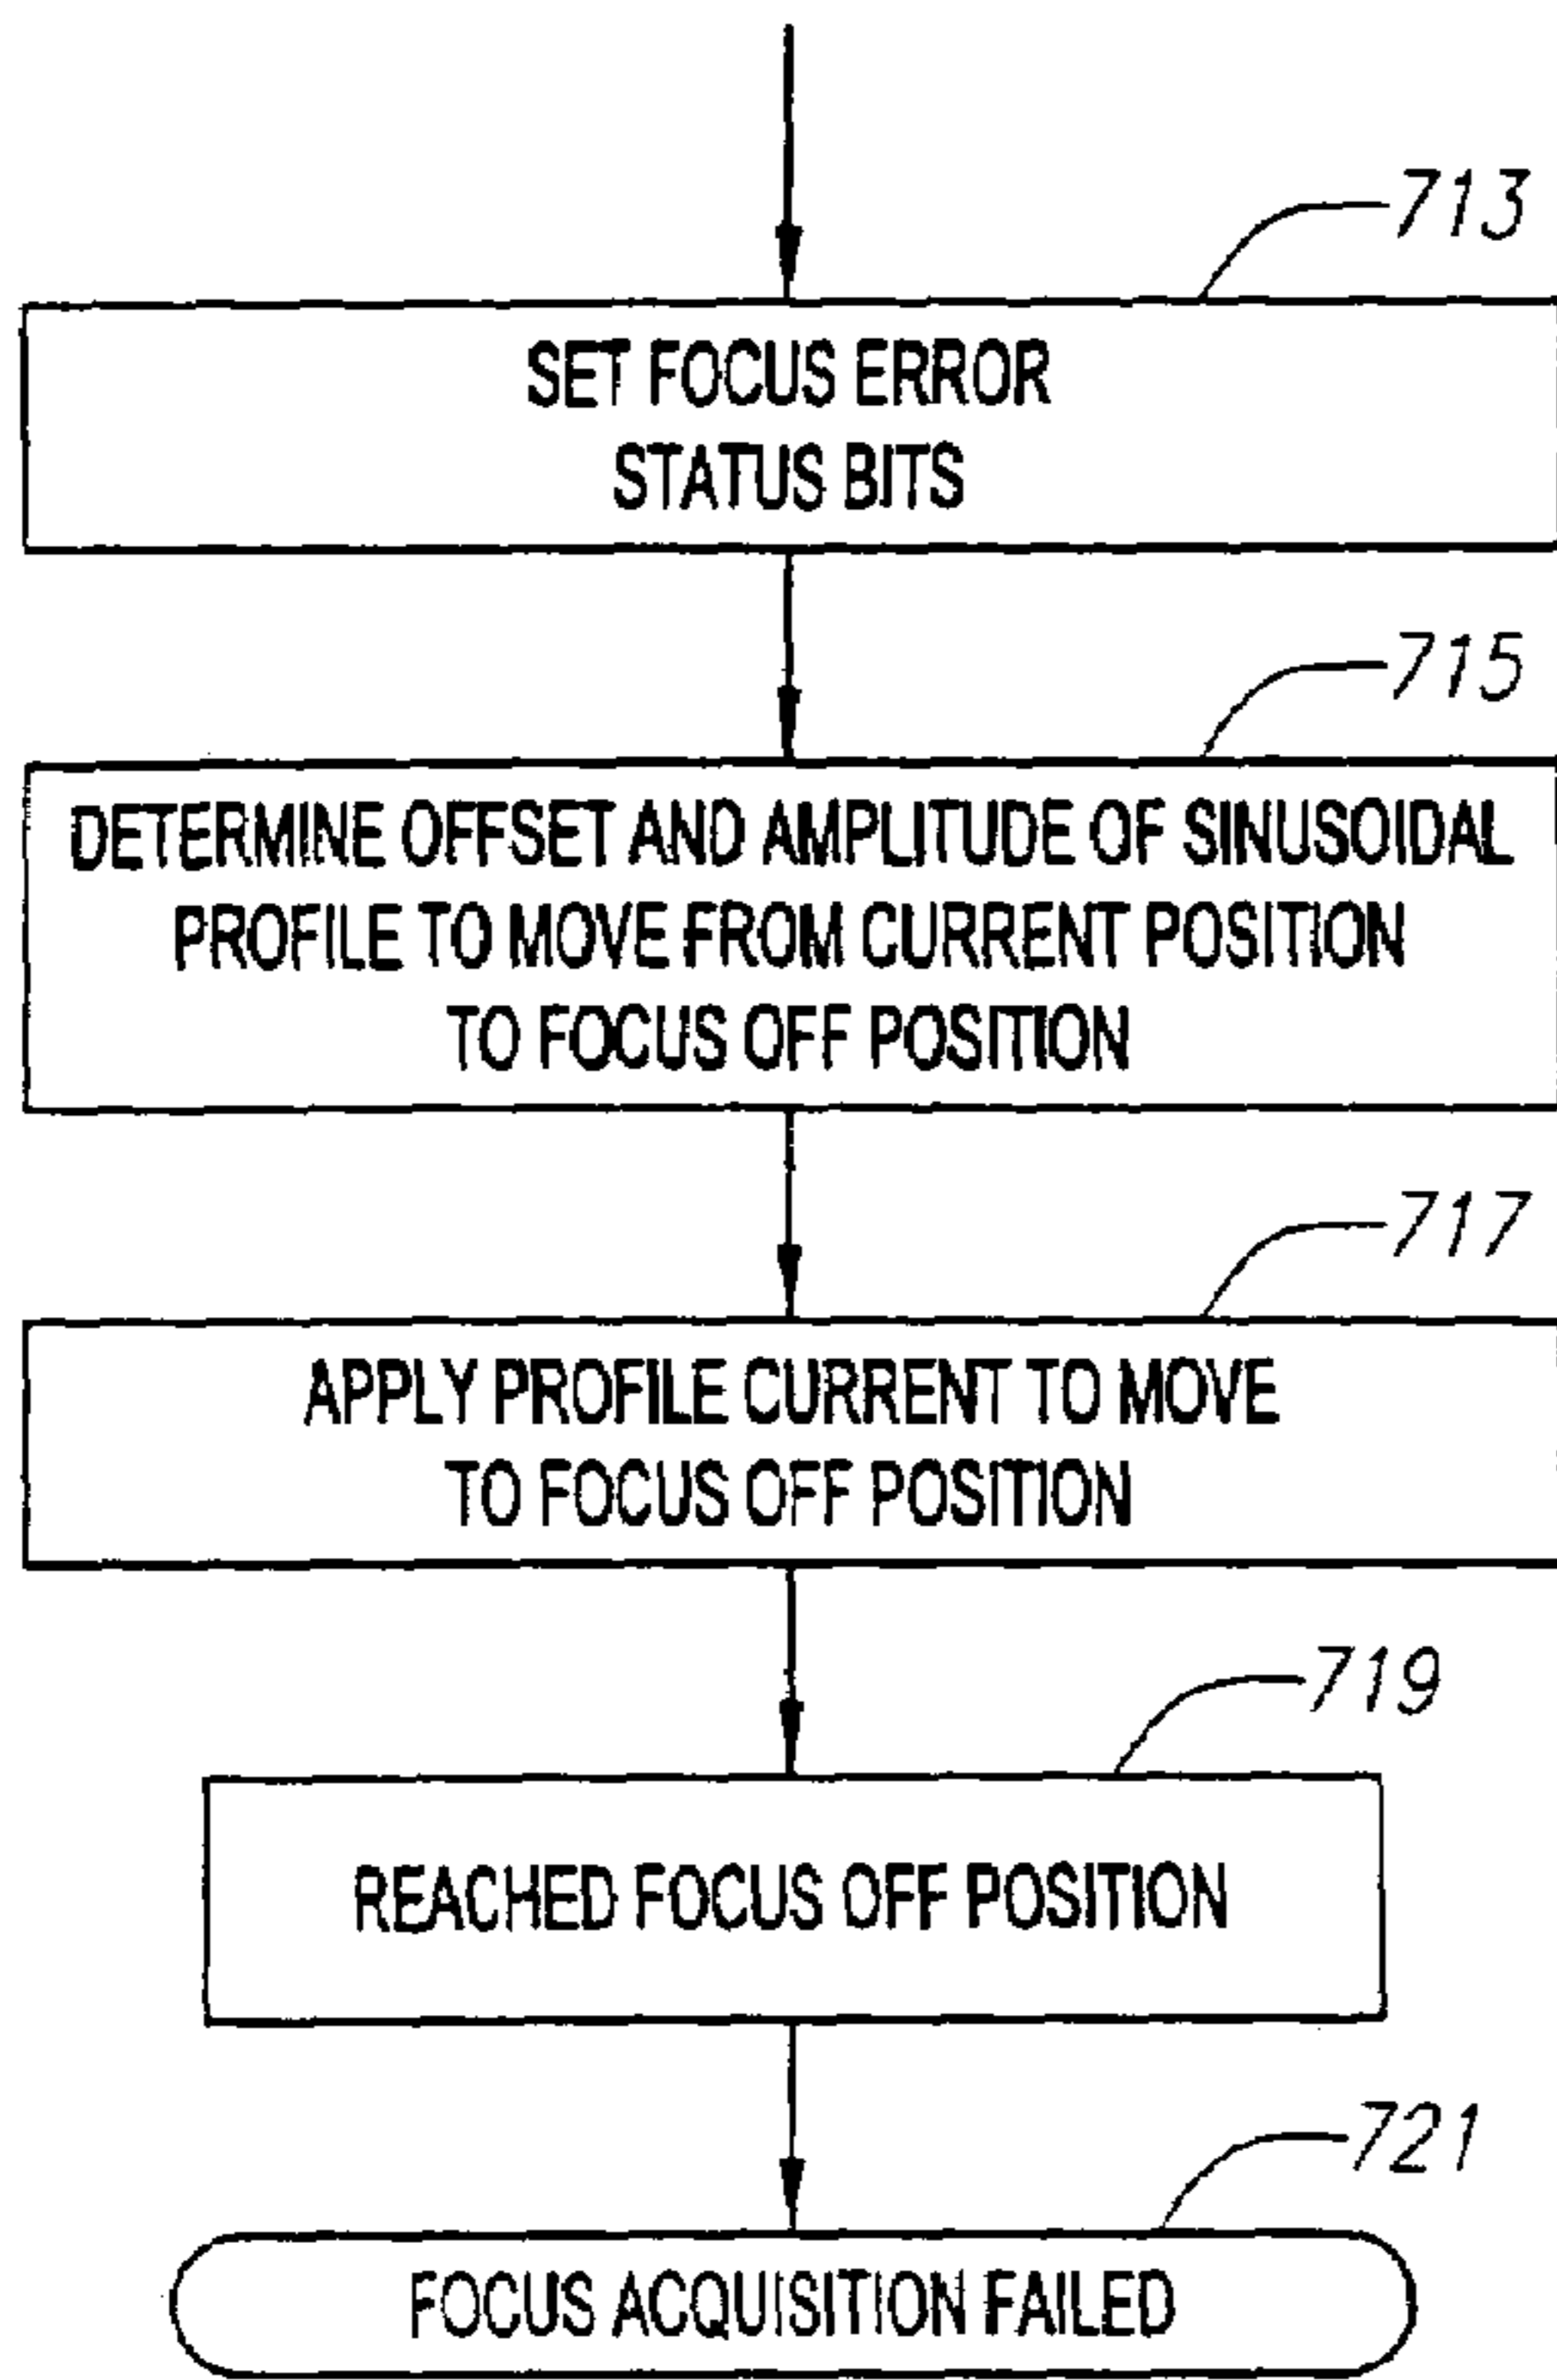 713
SET FOCUS ERROR
STATUS BITS
715
DETERMINE OFFSET AND AMPLITUDE OF SINUSOIDAL
PROFILE TO MOVE FROM CURRENT POSITION
TO FOCUS OFF POSITION
717
APPLY PROFILE CURRENT TO MOVE
TO FOCUS OFF POSITION
719
REACHED FOCUS OFF POSITION
721
FOCUS ACQUISITION FAILED